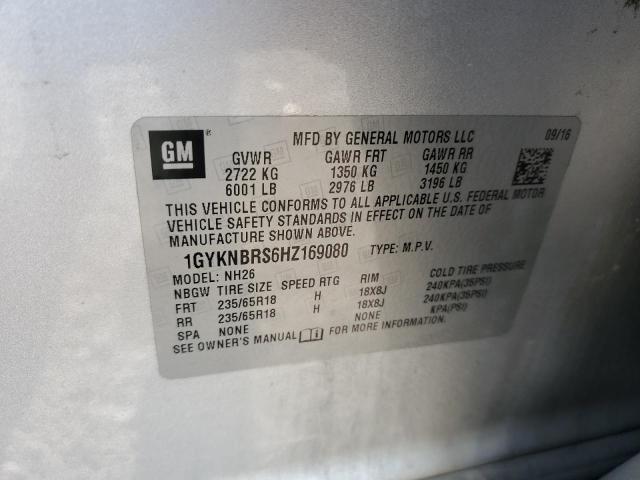 GM
MFD BY GENERAL MOTORS LLC 09/16
GVWR GAWR FRT GAWR RR
2722 KG 1350 KG 1450 KG
6001 LB 2976 LB 3196 LB
THIS VEHICLE CONFORMS TO ALL APPLICABLE U.S. FEDERAL MOTOR
VEHICLE SAFETY STANDARDS IN EFFECT ON THE DATE OF
MANUFACTURE SHOWN ABOVE.
1GYKNBRS6HZ169080 TYPE: M.P.V.
MODEL: NH26
NBGW TIRE SIZE SPEED RTG RIM COLD TIRE PRESSURE
FRT 235/65R18 H 18X8J 240KPA(35PSI)
RR 235/65R18 H 18X8J 240KPA(35PSI)
SPA NONE NONE KPA(PSI)
SEE OWNER'S MANUAL FOR MORE INFORMATION.